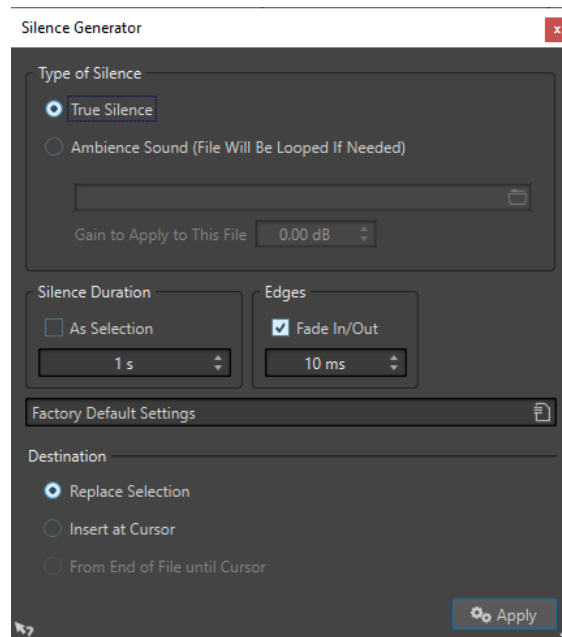 Silence Generator
x
Type of Silence
True Silence
Ambience Sound (File Will Be Looped If Needed)
Gain to Apply to This File 0.00 dB
Silence Duration
As Selection
1 s
Edges
Fade In/Out
10 ms
Factory Default Settings
Destination
Replace Selection
Insert at Cursor
From End of File until Cursor
Apply
?